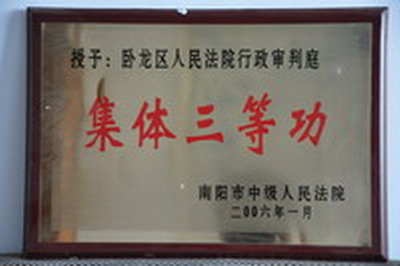 授予：卧龙区人民法院行政审判庭
集体三等功
南阳市中级人民法院
二00六年一月